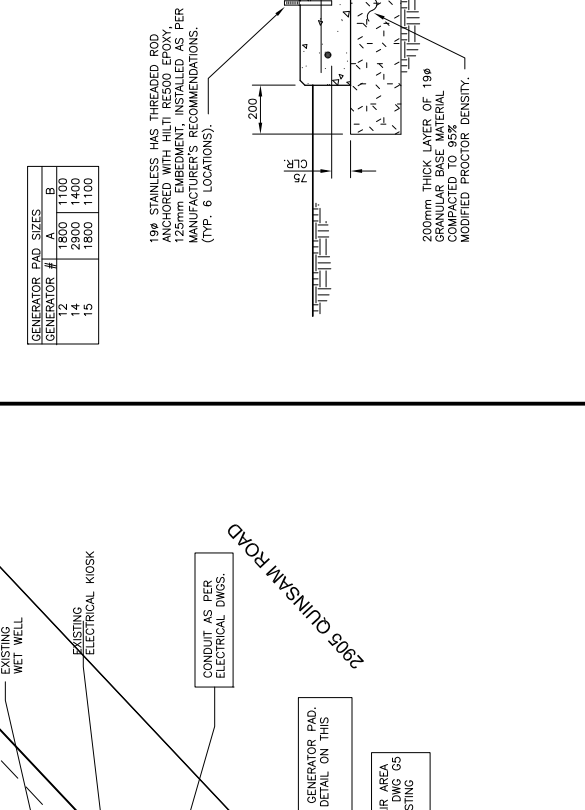 GENERATOR PAD SIZES
GENERATOR # A B
12 1800 1100
14 2900 1400
15 1800 1100
19ø STAINLESS HAS THREADED ROD
ANCHORED WITH HILTI RE500 EPOXY,
125mm EMBEDMENT, INSTALLED AS PER
MANUFACTURER'S RECOMMENDATIONS.
(TYP. 6 LOCATIONS).
200
75
CLR.
200mm THICK LAYER OF 19ø
GRANULAR BASE MATERIAL
COMPACTED TO 95%
MODIFIED PROCTOR DENSITY.
EXISTING
WET WELL
EXISTING
ELECTRICAL KIOSK
CONDUIT AS PER
ELECTRICAL DWGS.
2905 QUINSAM ROAD
GENERATOR PAD.
DETAIL ON THIS
AREA
DWG G5